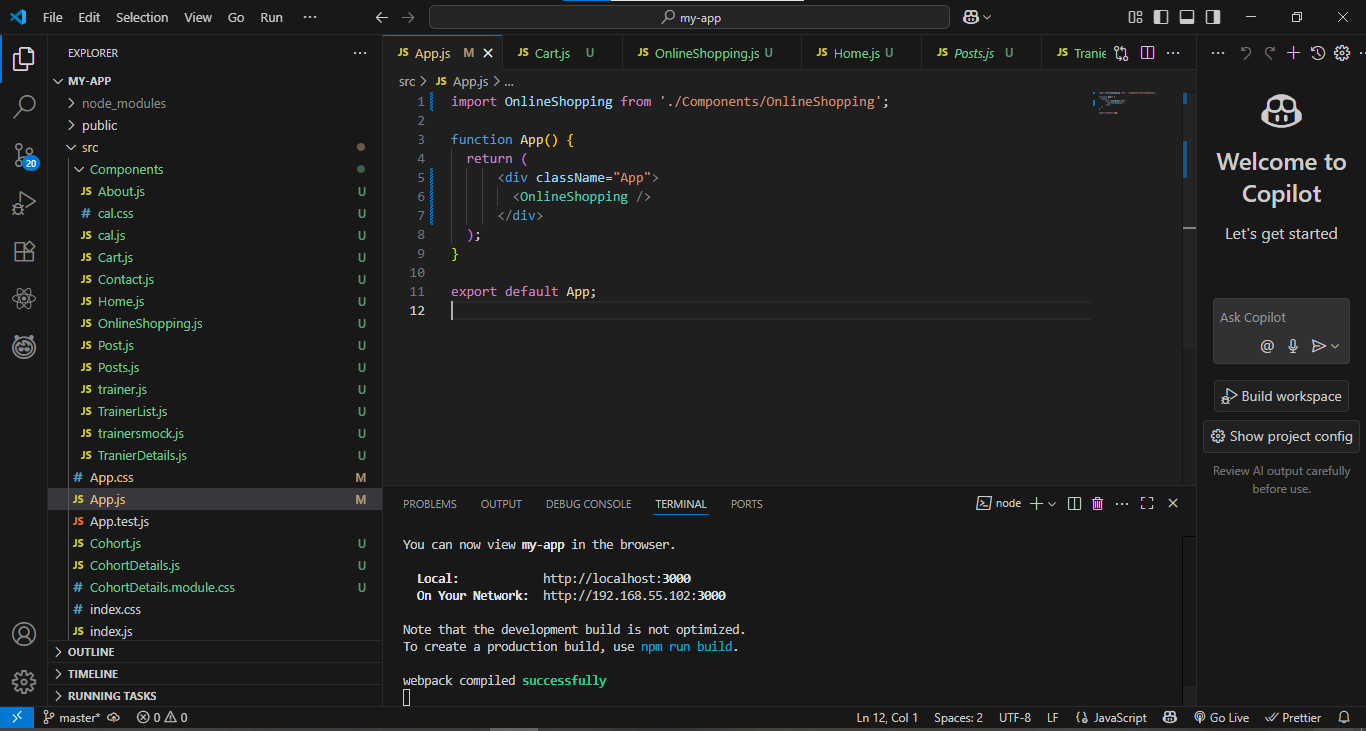 File Edit Selection View Go Run ··· my-app
EXPLORER ···
MY-APP
node_modules
public
src
Components
JS About.js U
# cal.css U
JS cal.js U
JS Cart.js U
JS Contact.js U
JS Home.js U
JS OnlineShopping.js U
JS Post.js U
JS Posts.js U
JS trainer.js U
JS TrainerList.js U
JS trainersmock.js U
JS TranierDetails.js U
# App.css M
JS App.js M
JS App.test.js
JS Cohort.js U
JS CohortDetails.js U
# CohortDetails.module.css U
# index.css
JS index.js
OUTLINE
TIMELINE
RUNNING TASKS
20
JS App.js M JS Cart.js U JS OnlineShopping.js U JS Home.js U JS Posts.js U JS Tranie ···
src > JS App.js > ...
1 import OnlineShopping from './Components/OnlineShopping';
2
3 function App() {
4 return (
5 <div className="App">
6 <OnlineShopping />
7 </div>
8 );
9 }
10
11 export default App;
12
PROBLEMS OUTPUT DEBUG CONSOLE TERMINAL PORTS node ···
You can now view my-app in the browser.
Local: http://localhost:3000
On Your Network: http://192.168.55.102:3000
Note that the development build is not optimized.
To create a production build, use npm run build.
webpack compiled successfully
Welcome to
Copilot
Let's get started
Ask Copilot
@
Build workspace
Show project config
Review AI output carefully
before use.
master* 0 0 Ln 12, Col 1 Spaces: 2 UTF-8 LF {} JavaScript Go Live Prettier